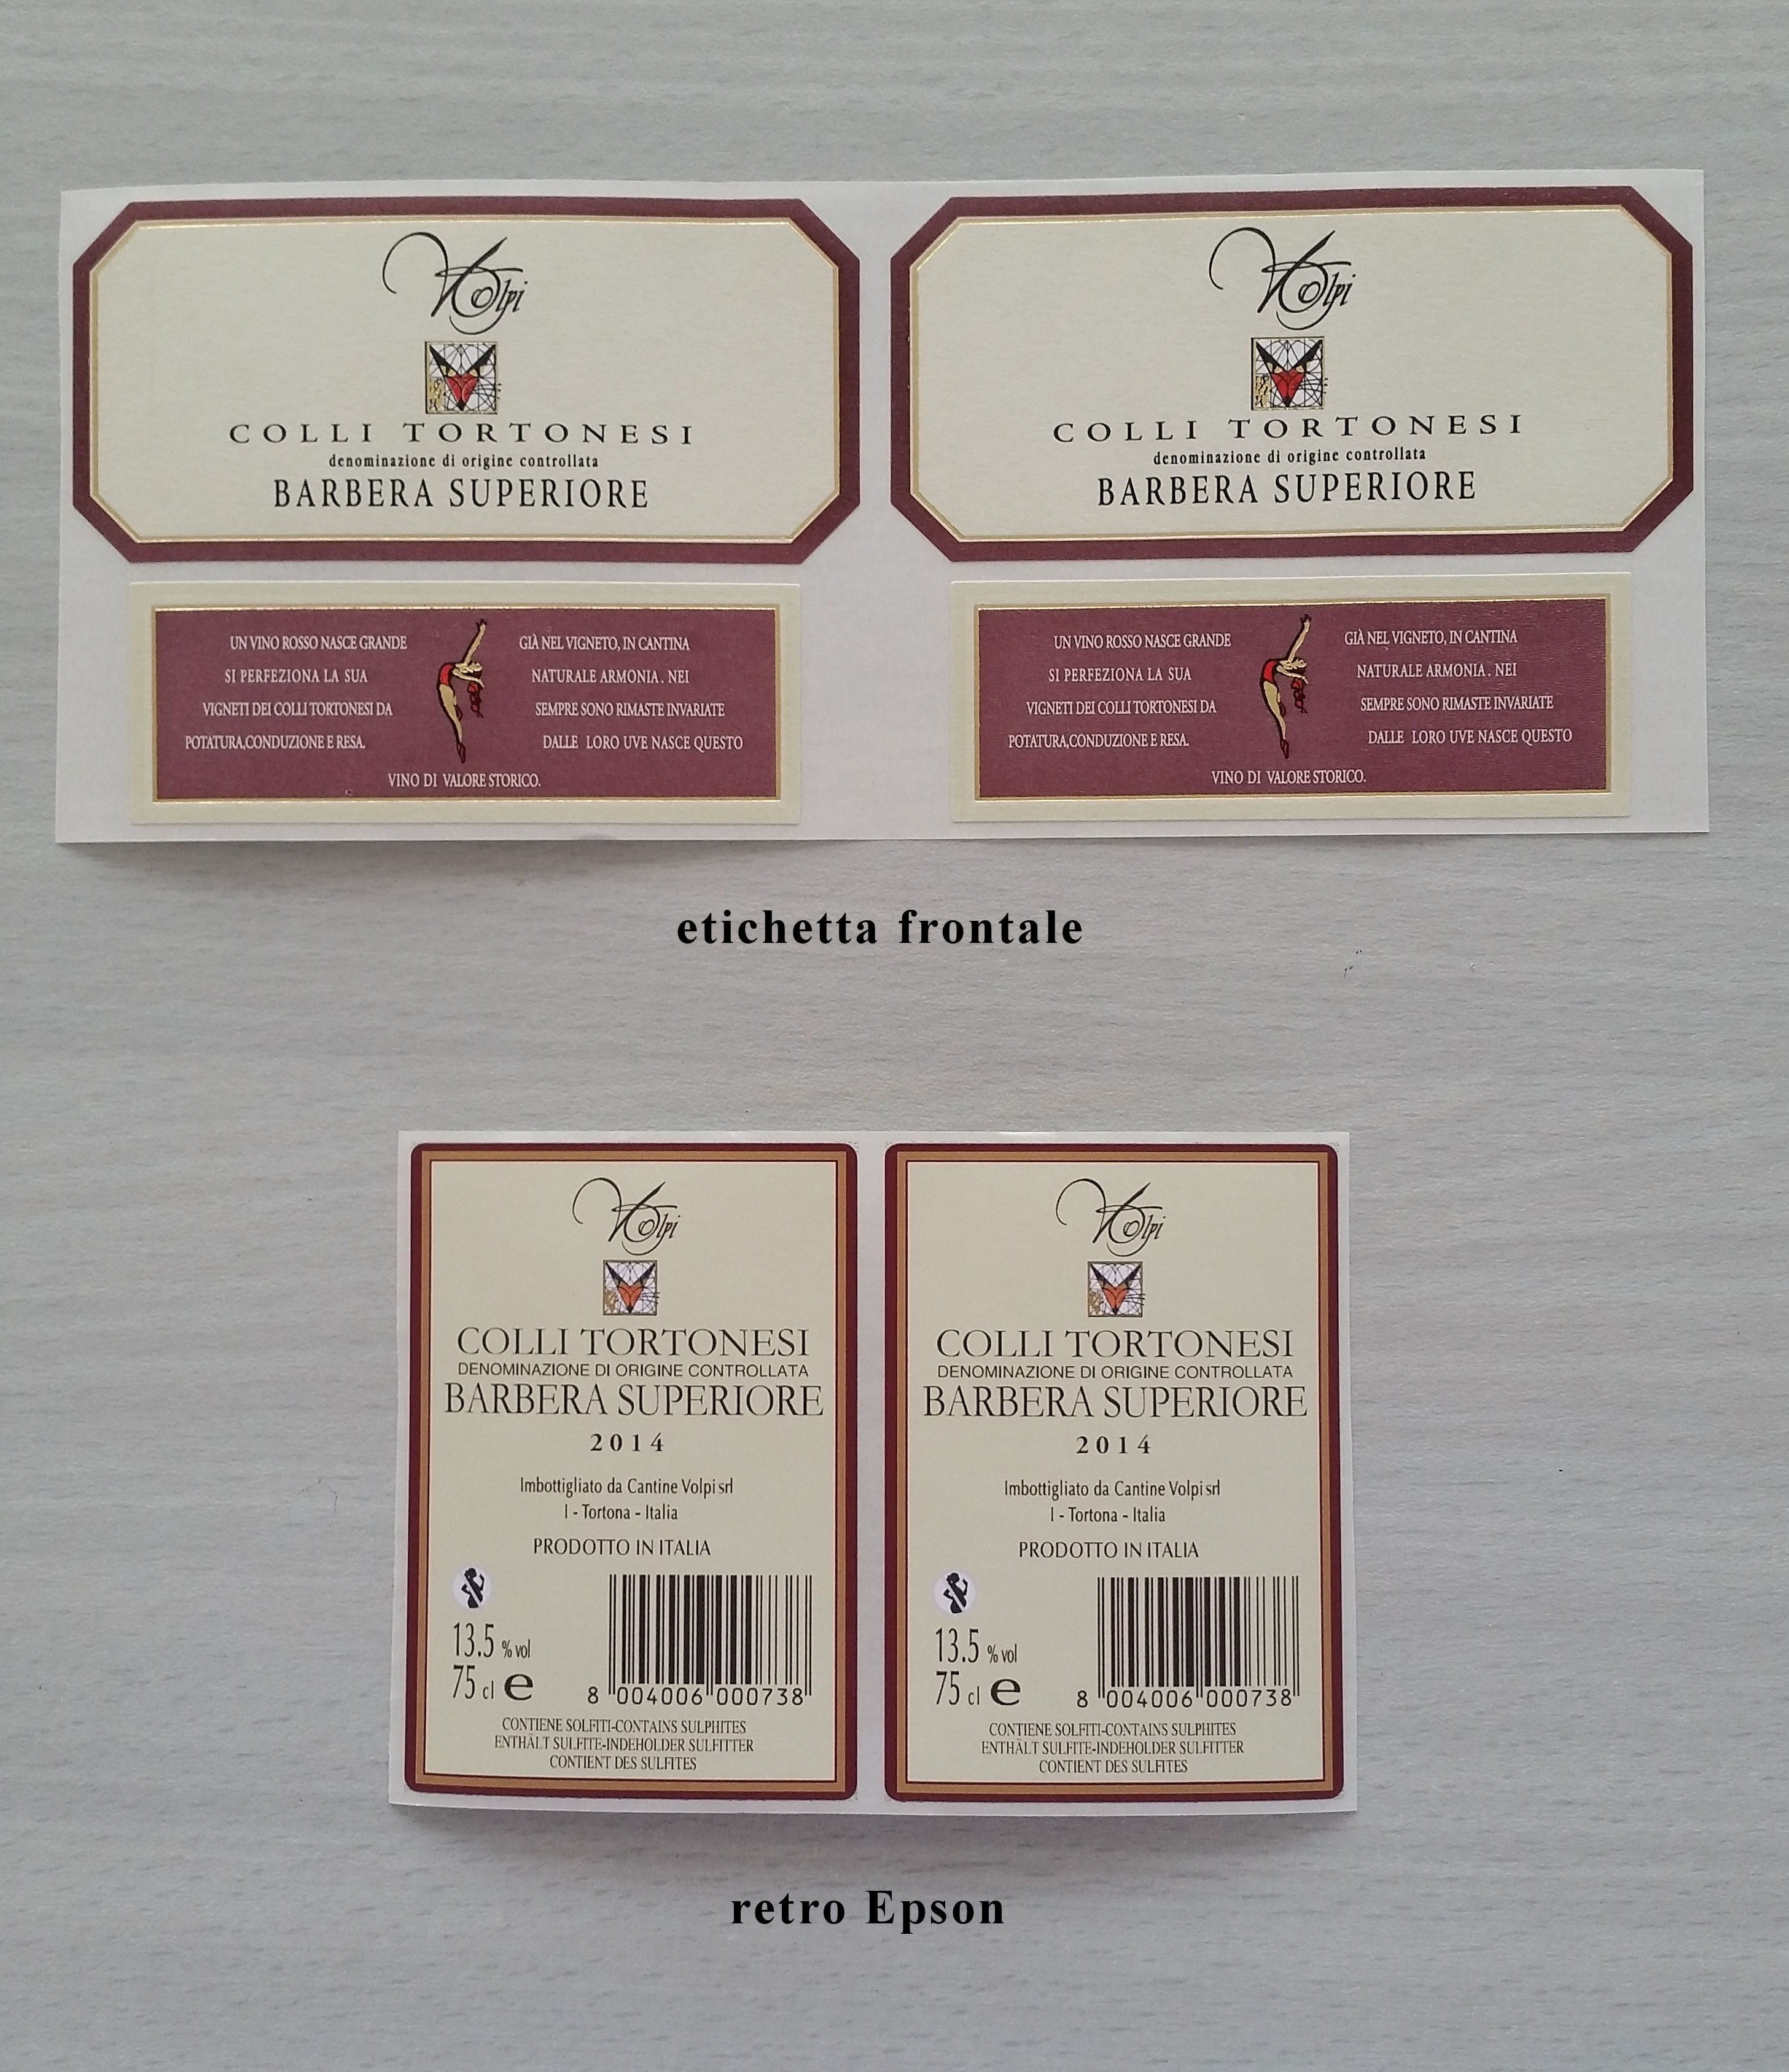 Volpi
COLLI TORTONESI
denominazione di origine controllata
BARBERA SUPERIORE
Volpi
COLLI TORTONESI
denominazione di origine controllata
BARBERA SUPERIORE
UN VINO ROSSO NASCE GRANDE GIÀ NEL VIGNETO, IN CANTINA
SI PERFEZIONA LA SUA NATURALE ARMONIA. NEI
VIGNETI DEI COLLI TORTONESI DA SEMPRE SONO RIMASTE INVARIATE
POTATURA,CONDUZIONE E RESA. DALLE LORO UVE NASCE QUESTO
VINO DI VALORE STORICO.
UN VINO ROSSO NASCE GRANDE GIÀ NEL VIGNETO, IN CANTINA
SI PERFEZIONA LA SUA NATURALE ARMONIA. NEI
VIGNETI DEI COLLI TORTONESI DA SEMPRE SONO RIMASTE INVARIATE
POTATURA,CONDUZIONE E RESA. DALLE LORO UVE NASCE QUESTO
VINO DI VALORE STORICO.
etichetta frontale
Volpi
COLLI TORTONESI
DENOMINAZIONE DI ORIGINE CONTROLLATA
BARBERA SUPERIORE
2014
Imbottigliato da Cantine Volpi srl
I - Tortona - Italia
PRODOTTO IN ITALIA
13.5 % vol
75 cl e
8 004006 000738
CONTIENE SOLFITI-CONTAINS SULPHITES
ENTHÄLT SULFITE-INDEHOLDER SULFITTER
CONTIENT DES SULFITES
Volpi
COLLI TORTONESI
DENOMINAZIONE DI ORIGINE CONTROLLATA
BARBERA SUPERIORE
2014
Imbottigliato da Cantine Volpi srl
I - Tortona - Italia
PRODOTTO IN ITALIA
13.5 % vol
75 cl e
8 004006 000738
CONTIENE SOLFITI-CONTAINS SULPHITES
ENTHÄLT SULFITE-INDEHOLDER SULFITTER
CONTIENT DES SULFITES
retro Epson